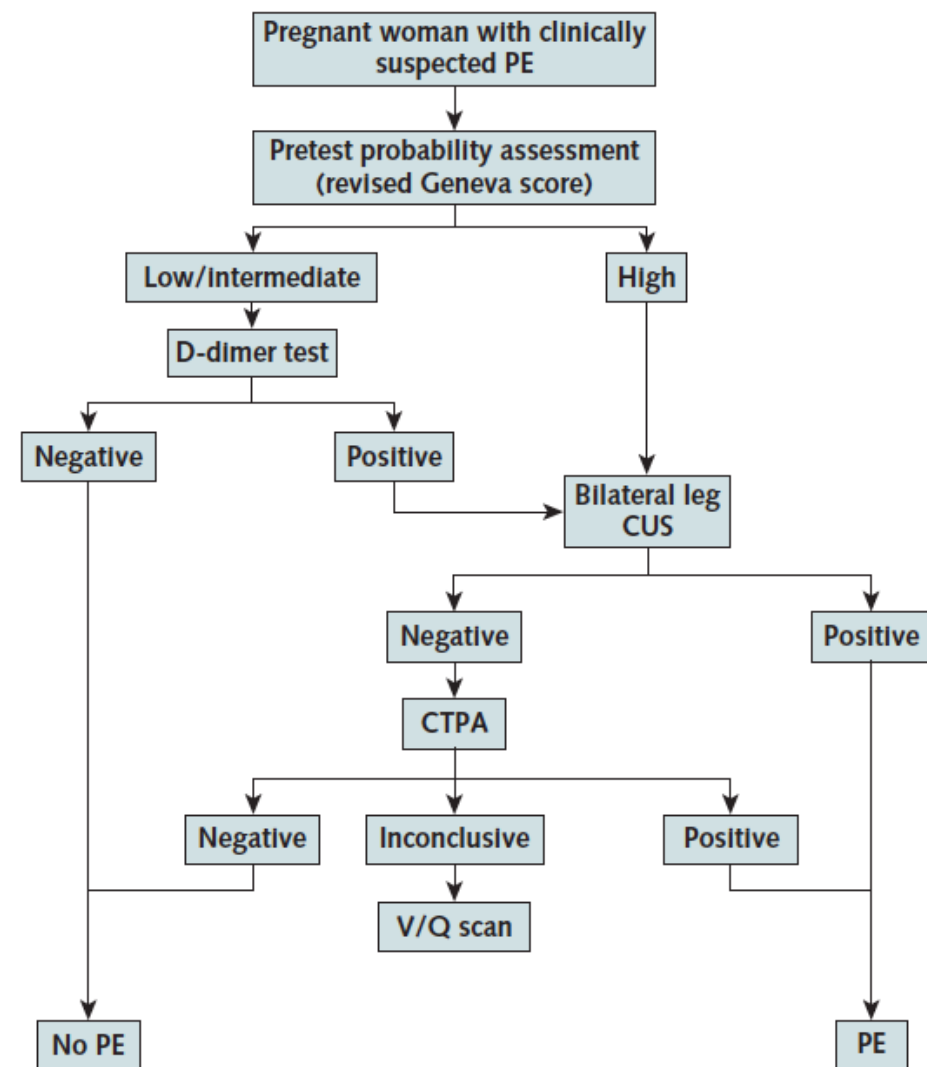 Pregnant woman with clinically
suspected PE
Pretest probability assessment
(revised Geneva score)
Low/intermediate
High
D-dimer test
Negative
Positive
Bilateral leg
CUS
Negative
Positive
CTPA
Negative
Inconclusive
Positive
V/Q scan
No PE
PE